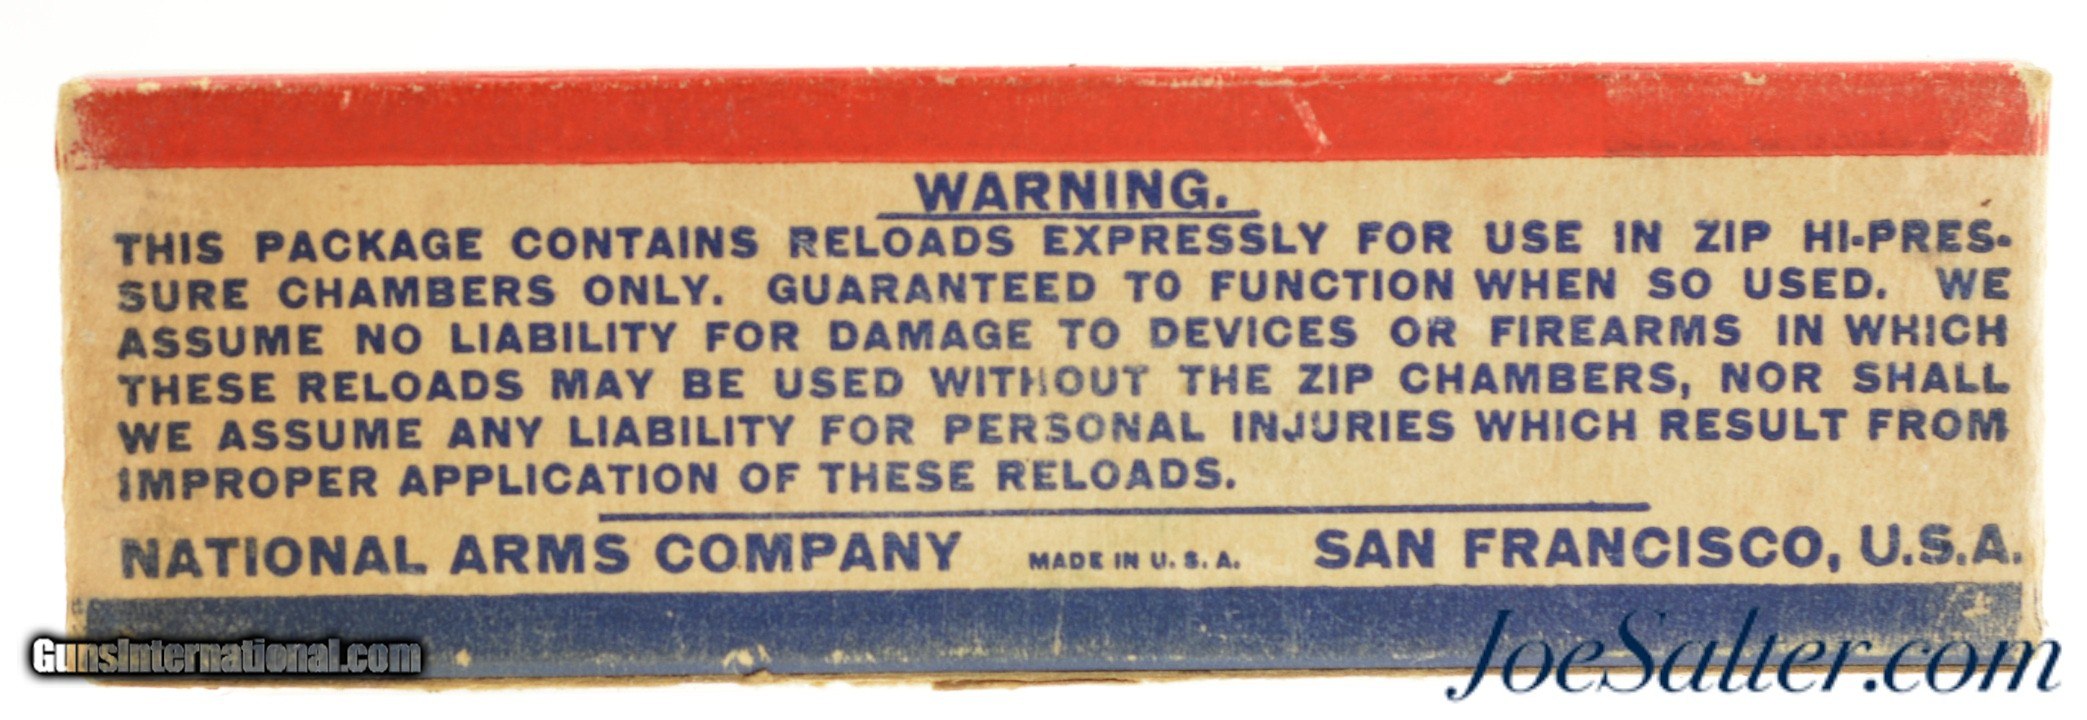 WARNING.
THIS PACKAGE CONTAINS RELOADS EXPRESSLY FOR USE IN ZIP HI-PRES-
SURE CHAMBERS ONLY. GUARANTEED TO FUNCTION WHEN SO USED. WE
ASSUME NO LIABILITY FOR DAMAGE TO DEVICES OR FIREARMS IN WHICH
THESE RELOADS MAY BE USED WITHOUT THE ZIP CHAMBERS, NOR SHALL
WE ASSUME ANY LIABILITY FOR PERSONAL INJURIES WHICH RESULT FROM
IMPROPER APPLICATION OF THESE RELOADS.
NATIONAL ARMS COMPANY MADE IN U. S. A. SAN FRANCISCO, U.S.A.
GunsInternational.com
JoeSalter.com